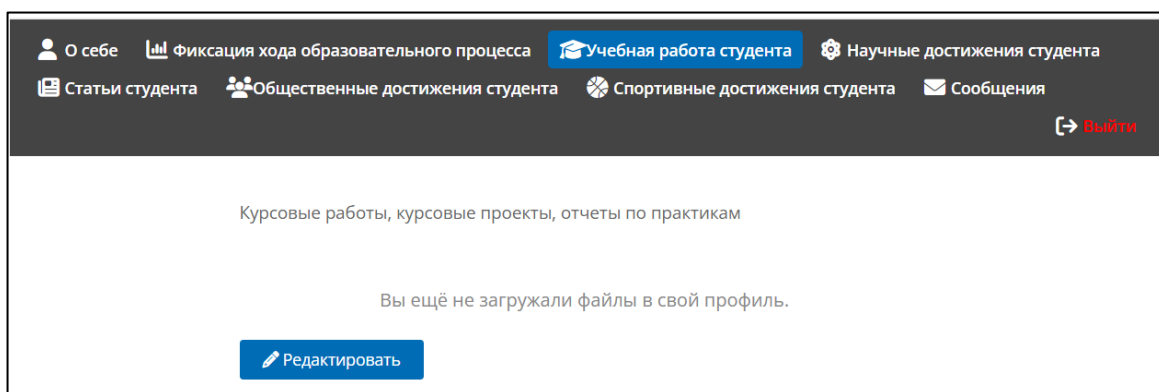 О себе Фиксация хода образовательного процесса Учебная работа студента Научные достижения студента
Статьи студента Общественные достижения студента Спортивные достижения студента Сообщения
Выйти
Курсовые работы, курсовые проекты, отчеты по практикам
Вы ещё не загружали файлы в свой профиль.
Редактировать